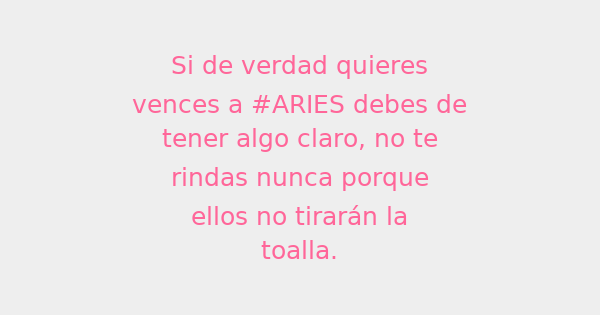 Si de verdad quieres
vences a #ARIES debes de
tener algo claro, no te
rindas nunca porque
ellos no tirarán la
toalla.